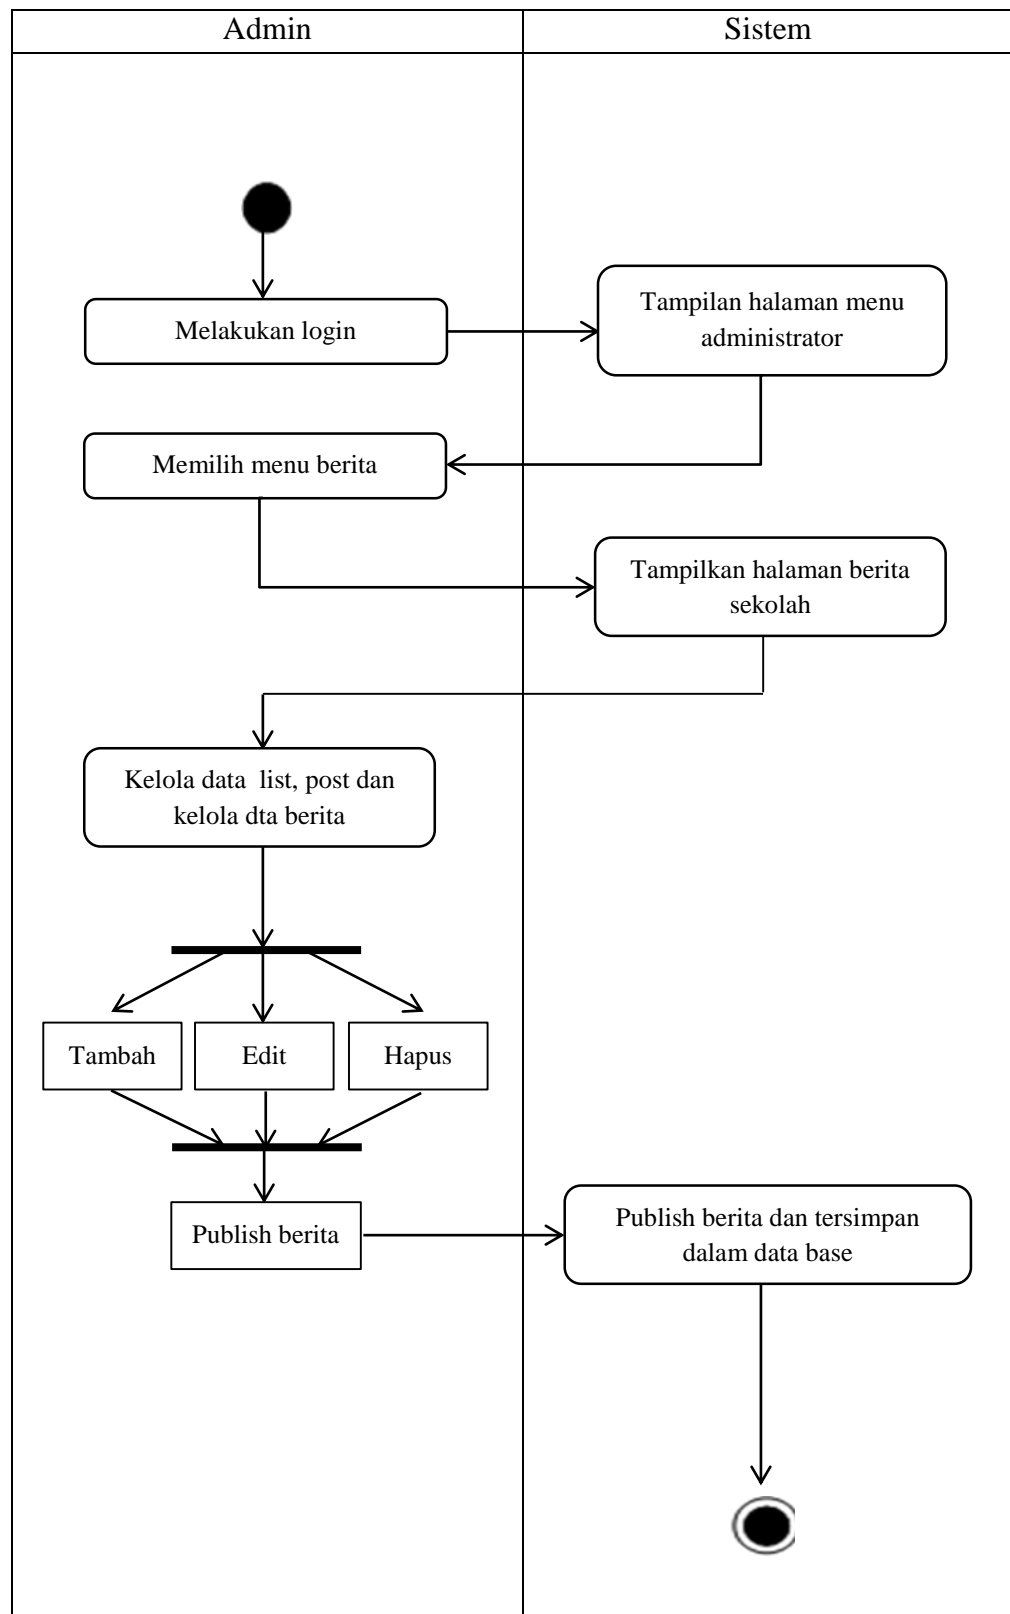 Admin
Sistem
Tampilan halaman menu
administrator
Melakukan login
Memilih menu berita
Tampilkan halaman berita
sekolah
Kelola data  list, post dan
kelola dta berita
Tambah
Edit
Hapus
Publish berita
Publish berita dan tersimpan
dalam data base